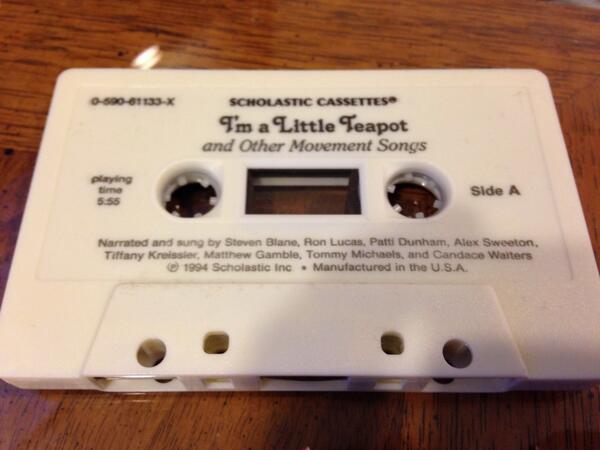 0-590-61133-X
SCHOLASTIC CASSETTES®
I'm a Little Teapot
and Other Movement Songs
playing
time
5:55
Side A
Narrated and sung by Steven Blane, Ron Lucas, Patti Dunham, Alex Sweeton,
Tiffany Kreissler, Matthew Gamble, Tommy Michaels, and Candace Walters
℗ 1994 Scholastic Inc. • Manufactured in the U.S.A.